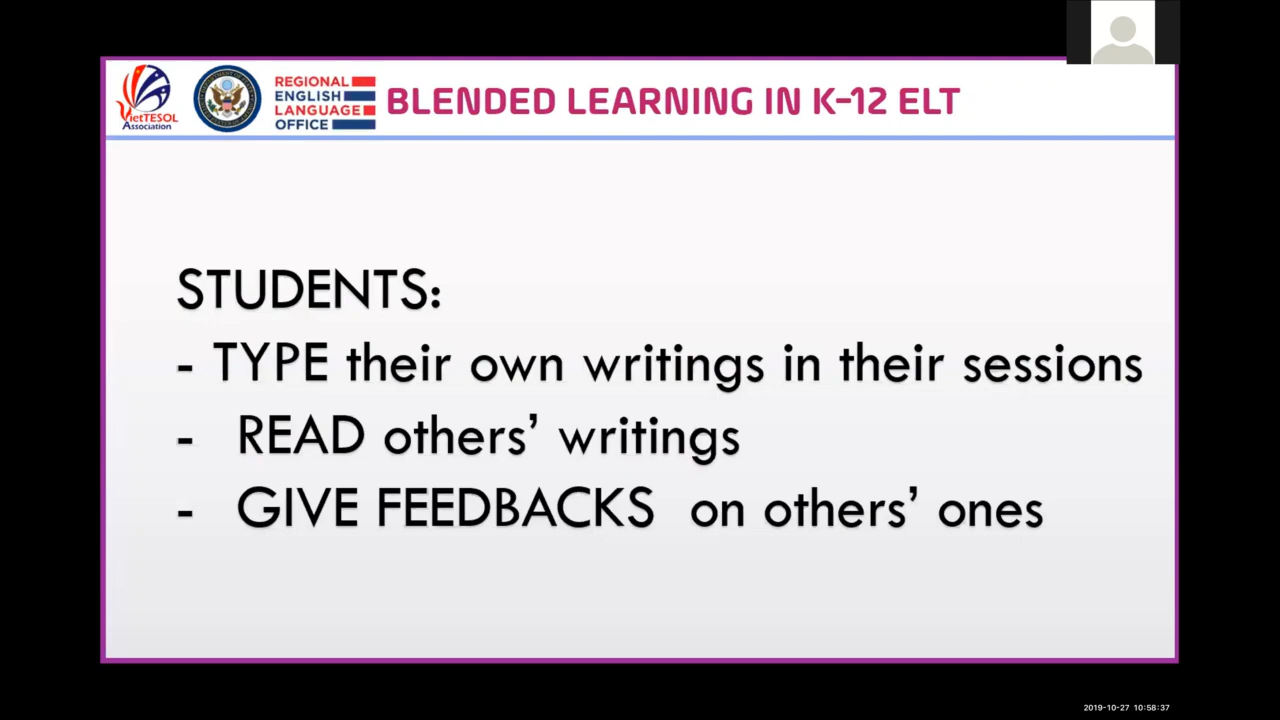 VietTESOL
Association
REGIONAL
ENGLISH
LANGUAGE
OFFICE
BLENDED LEARNING IN K-12 ELT
STUDENTS:
- TYPE their own writings in their sessions
- READ others’ writings
- GIVE FEEDBACKS on others’ ones
2019-10-27 10:58:37